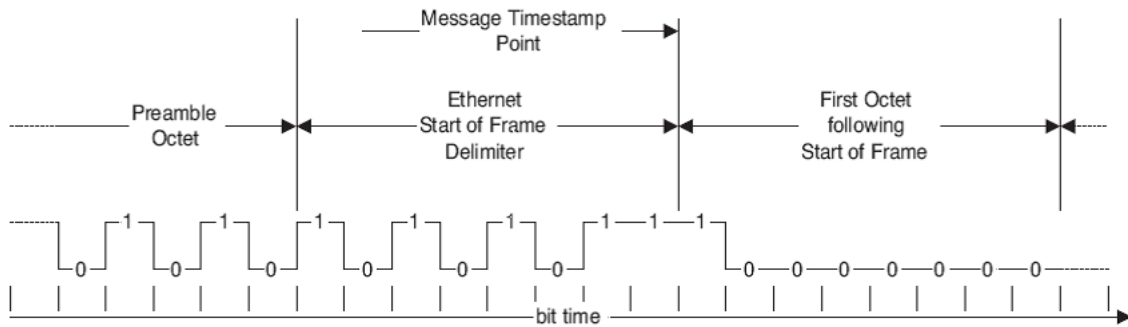 Message Timestamp
Point
Preamble
Octet
Ethernet
Start of Frame
Delimiter
First Octet
following
Start of Frame
0 1 0 1 0 1 0 1 0 1 0 1 1 1 0 0 0 0 0 0 0
bit time